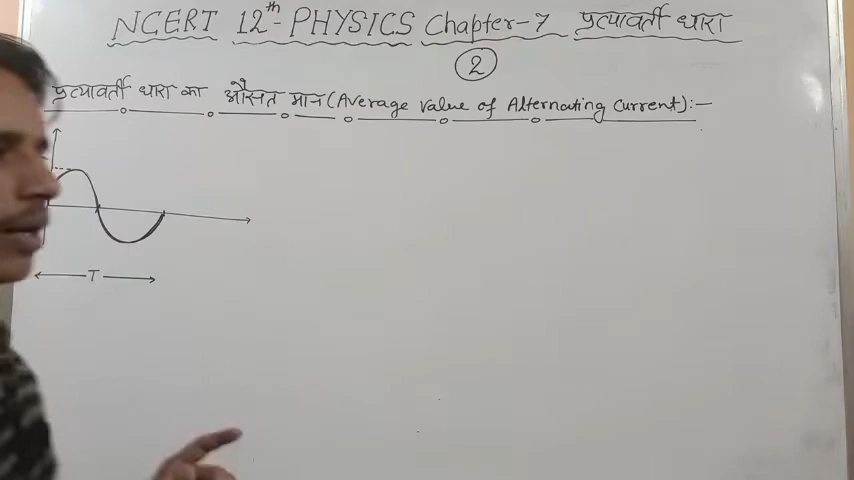 NCERT 12th - PHYSICS Chapter-7 प्रत्यावर्ती धारा
2
प्रत्यावर्ती धारा का औसत मान (Average value of Alternating Current):-
T